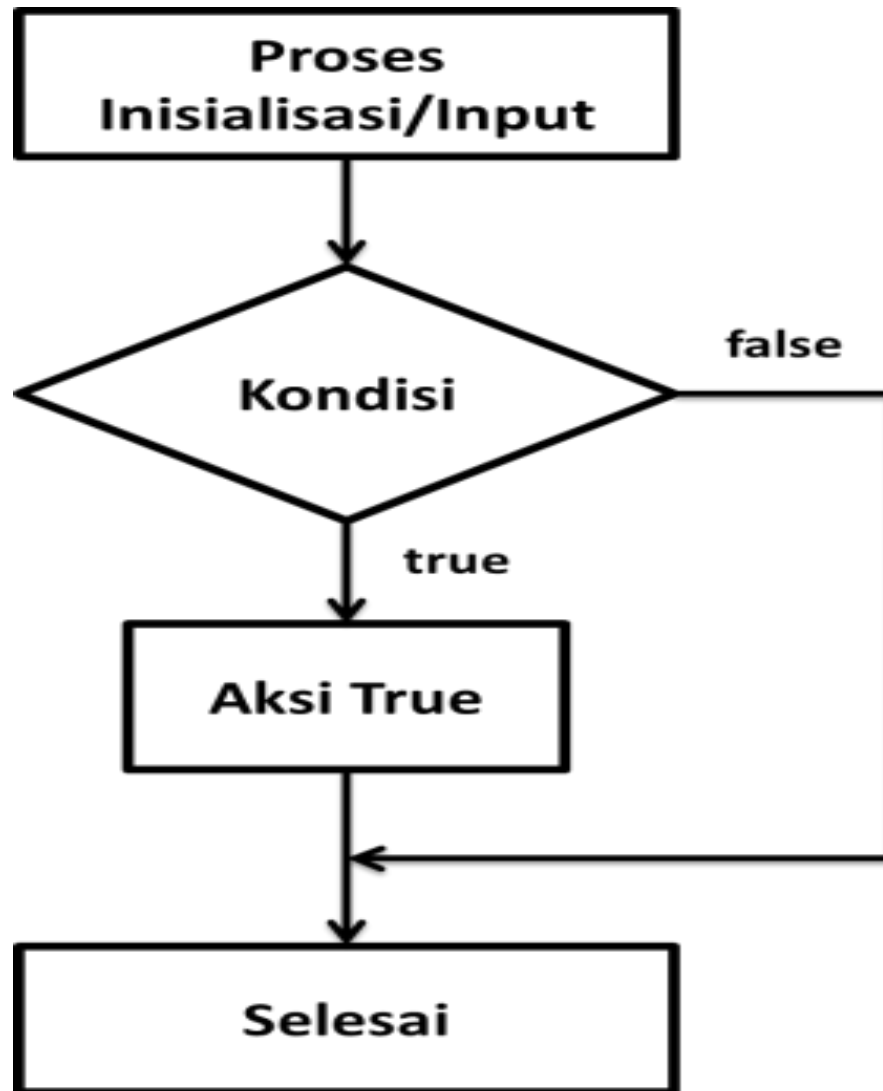 Proses
Inisialisasi/Input
Kondisi
false
true
Aksi True
Selesai